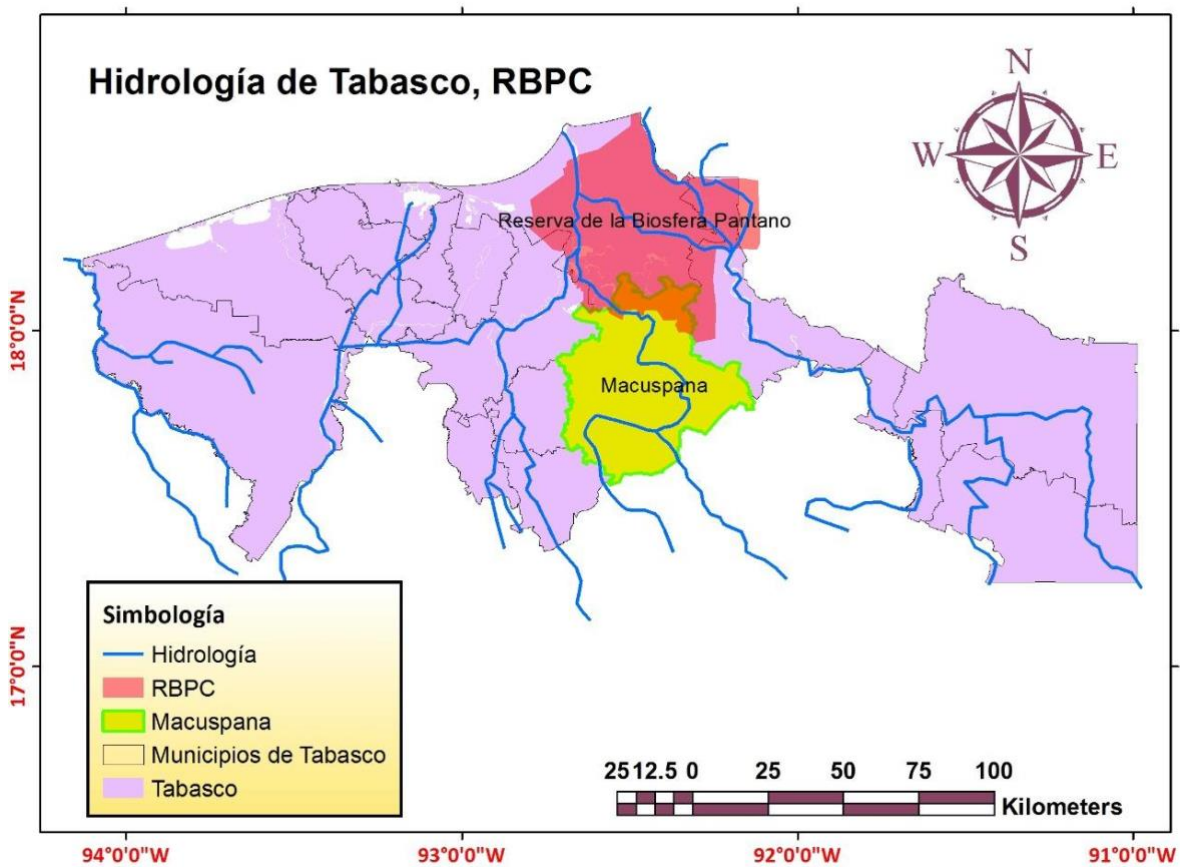 Hidrología de Tabasco, RBPC
N
W E
S
Reserva de la Biosfera Pantano
Macuspana
18°0'0"N
17°0'0"N
Simbología
Hidrología
RBPC
Macuspana
Municipios de Tabasco
Tabasco
25 12.5 0 25 50 75 100
Kilometers
94°0'0"W 93°0'0"W 92°0'0"W 91°0'0"W